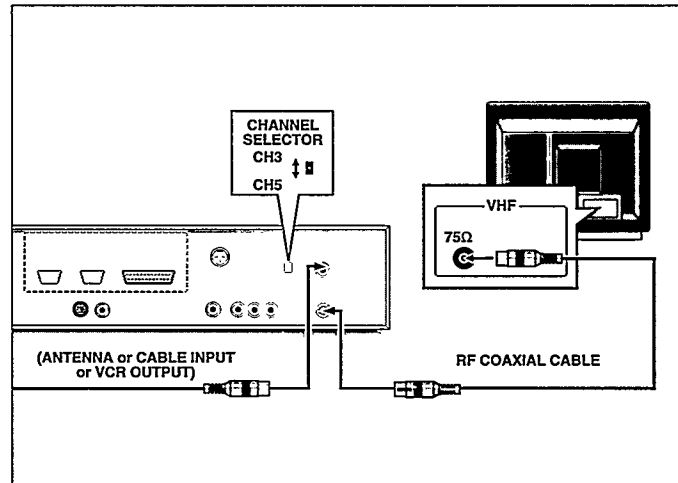 CHANNEL
SELECTOR
CH3
CH5
VHF
75Ω
(ANTENNA or CABLE INPUT
or VCR OUTPUT)
RF COAXIAL CABLE